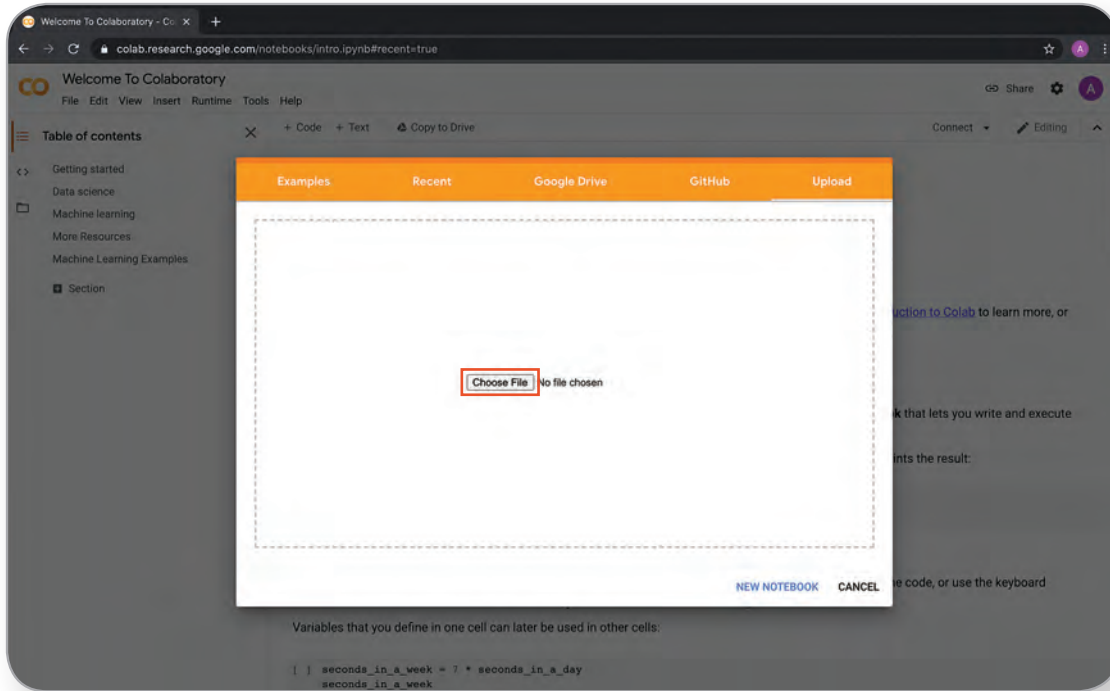 Welcome To Colaboratory - Co
colab.research.google.com/notebooks/intro.ipynb#recent=true
A
CO
Welcome To Colaboratory
File Edit View Insert Runtime Tools Help
Share
A
Table of contents
+ Code + Text Copy to Drive
Connect
Editing
Getting started
Data science
Machine learning
More Resources
Machine Learning Examples
Section
Examples Recent Google Drive GitHub Upload
Choose File No file chosen
NEW NOTEBOOK CANCEL
uction to Colab to learn more, or
k that lets you write and execute
ints the result:
e code, or use the keyboard
Variables that you define in one cell can later be used in other cells:
[ ] seconds_in_a_week = 7 * seconds_in_a_day
seconds_in_a_week